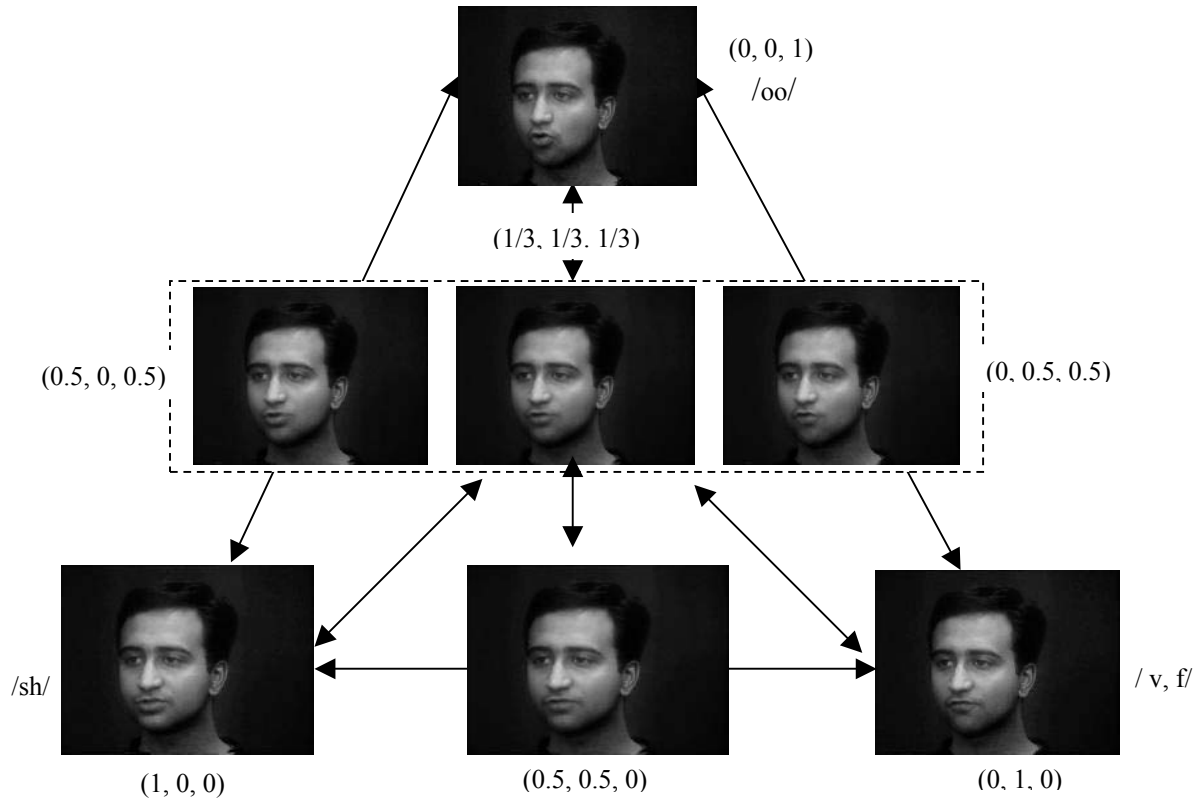 (0, 0, 1)
/oo/
(1/3, 1/3. 1/3)
(0.5, 0, 0.5)
(0, 0.5, 0.5)
/sh/
/ v, f/
(1, 0, 0)
(0.5, 0.5, 0)
(0, 1, 0)